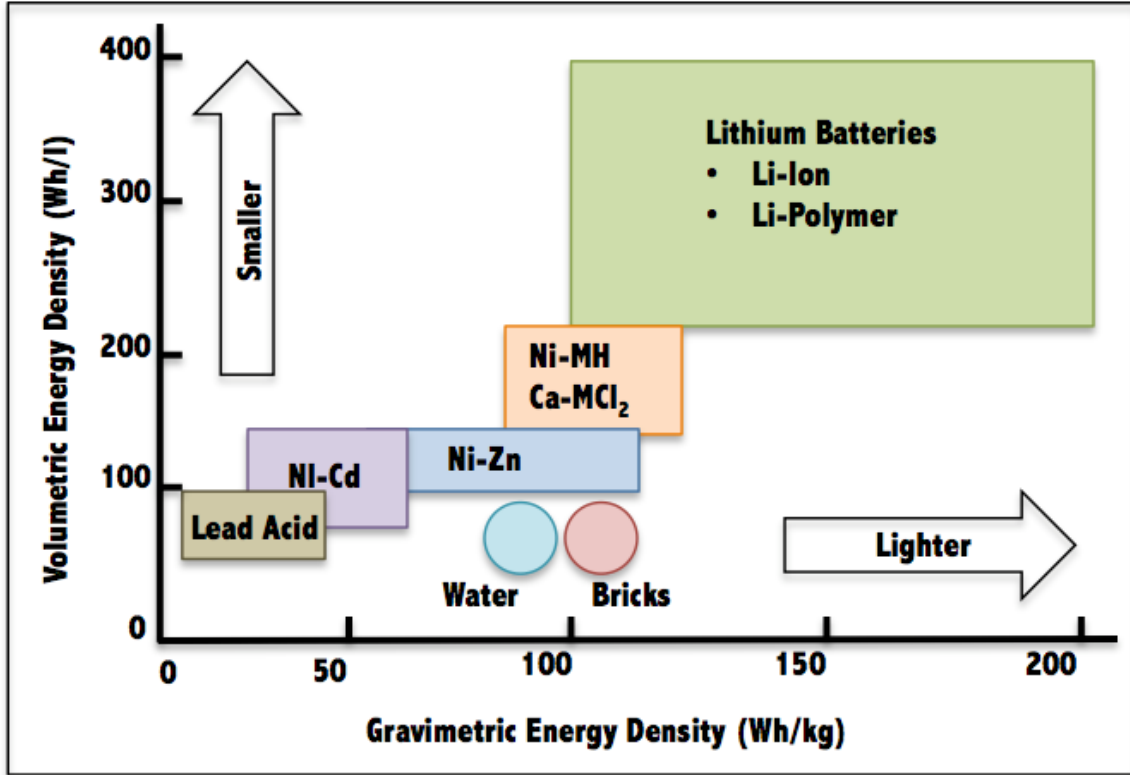 Volumetric Energy Density (Wh/l)
400
300
200
100
0
Smaller
Lithium Batteries
• Li-Ion
• Li-Polymer
Ni-MH
Ca-MCl₂
Ni-Zn
NI-Cd
Lead Acid
Water
Bricks
Lighter
0
50
100
150
200
Gravimetric Energy Density (Wh/kg)